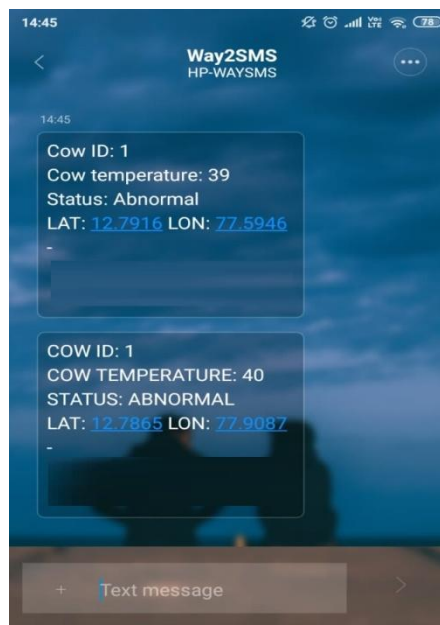 14:45
Vo) LTE 78
Way2SMS
HP-WAYSMS
14:45
Cow ID: 1
Cow temperature: 39
Status: Abnormal
LAT: 12.7916 LON: 77.5946
-
COW ID: 1
COW TEMPERATURE: 40
STATUS: ABNORMAL
LAT: 12.7865 LON: 77.9087
-
+ Text message